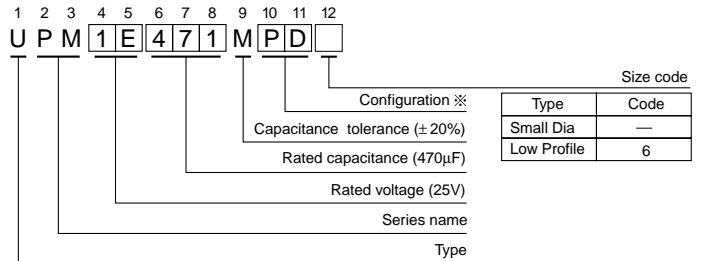 1 2 3 4 5 6 7 8 9 10 11 12
U P M 1 E 4 7 1 M P D
Size code
Type Code
Small Dia —
Low Profile 6
Configuration ※
Capacitance tolerance (±20%)
Rated capacitance (470µF)
Rated voltage (25V)
Series name
Type